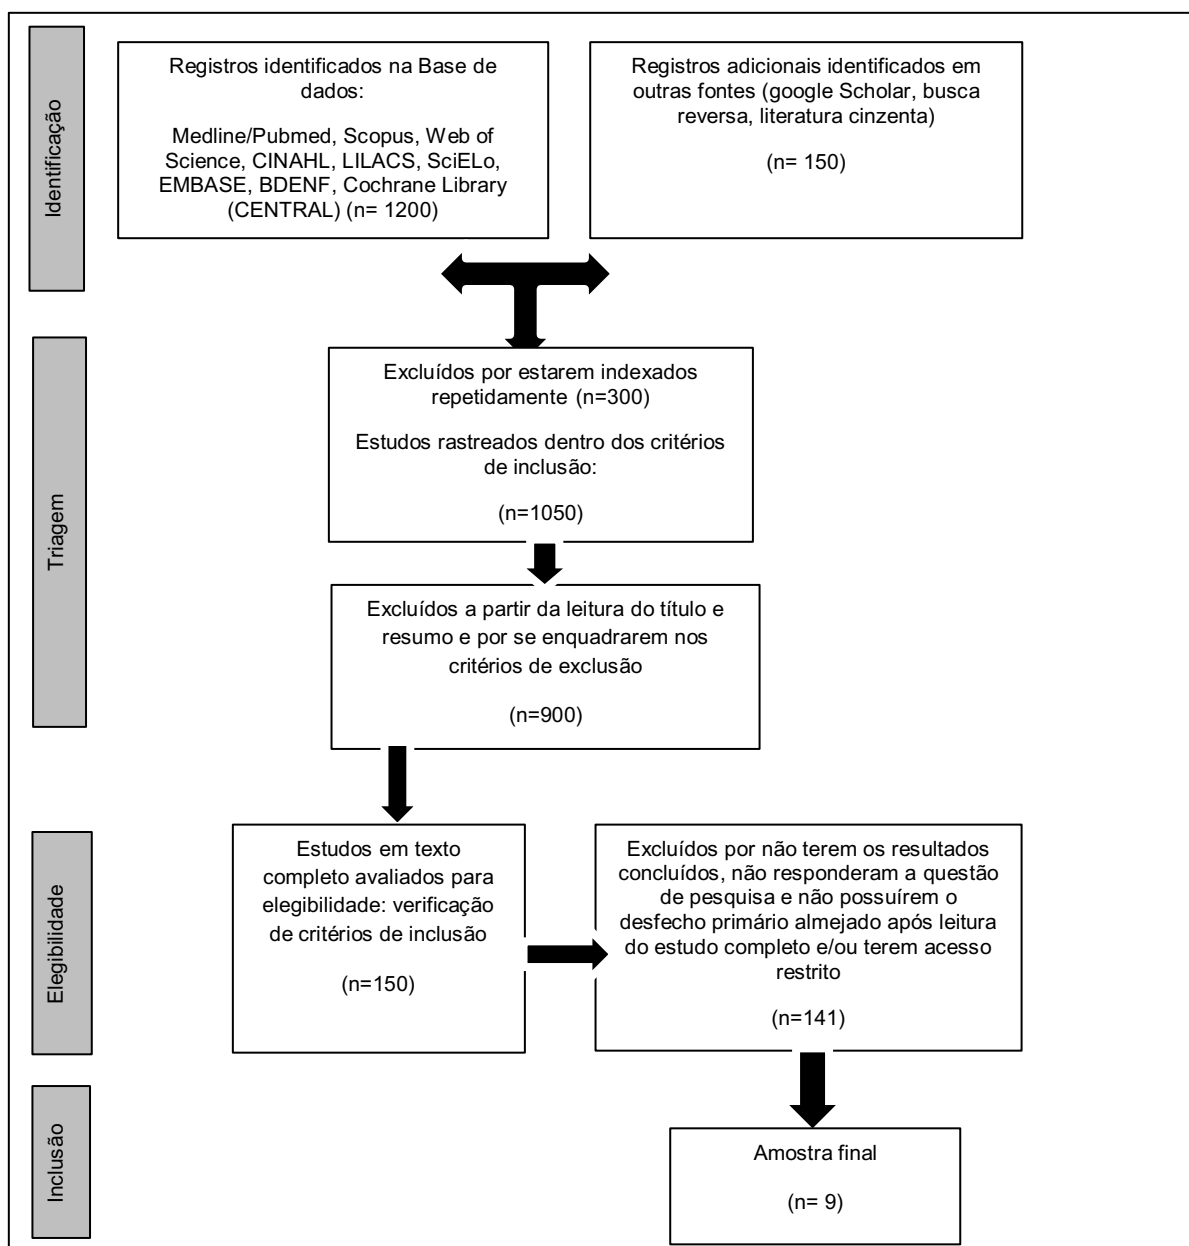 Identificação
Registros identificados na Base de
dados:
Medline/Pubmed, Scopus, Web of
Science, CINAHL, LILACS, SciELo,
EMBASE, BDENF, Cochrane Library
(CENTRAL) (n= 1200)
Registros adicionais identificados em
outras fontes (google Scholar, busca
reversa, literatura cinzenta)
(n= 150)
Triagem
Excluídos por estarem indexados
repetidamente (n=300)
Estudos rastreados dentro dos critérios
de inclusão:
(n=1050)
Excluídos a partir da leitura do título e
resumo e por se enquadrarem nos
critérios de exclusão
(n=900)
Elegibilidade
Estudos em texto
completo avaliados para
elegibilidade: verificação
de critérios de inclusão
(n=150)
Excluídos por não terem os resultados
concluídos, não responderam a questão
de pesquisa e não possuírem o
desfecho primário almejado após leitura
do estudo completo e/ou terem acesso
restrito
(n=141)
Inclusão
Amostra final
(n= 9)